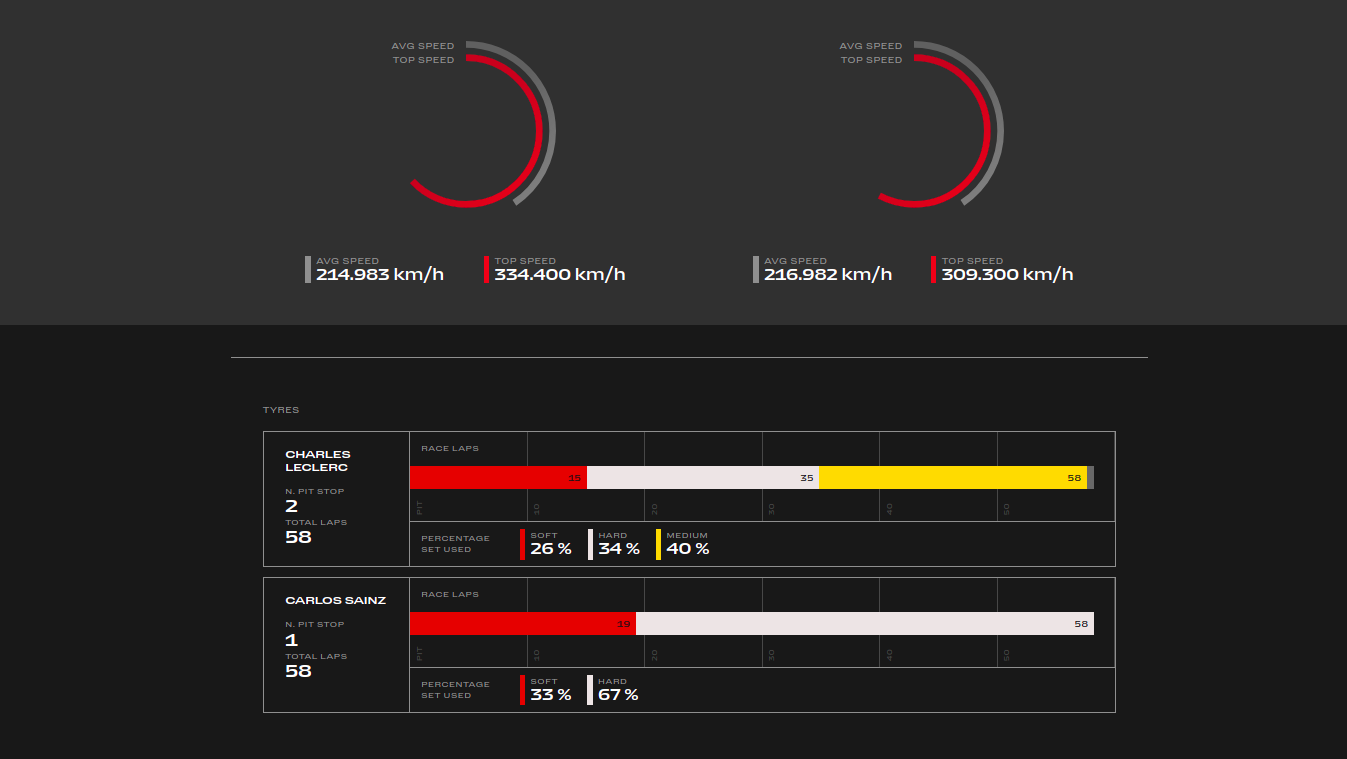 AVG SPEED
TOP SPEED
AVG SPEED
TOP SPEED
AVG SPEED
214.983 km/h
TOP SPEED
334.400 km/h
AVG SPEED
216.982 km/h
TOP SPEED
309.300 km/h
TYRES
CHARLES
LECLERC
N. PIT STOP
2
TOTAL LAPS
58
RACE LAPS
15
35
58
PIT
10
20
30
40
50
PERCENTAGE
SET USED
SOFT
26 %
HARD
34 %
MEDIUM
40 %
CARLOS SAINZ
N. PIT STOP
1
TOTAL LAPS
58
RACE LAPS
19
58
PIT
10
20
30
40
50
PERCENTAGE
SET USED
SOFT
33 %
HARD
67 %